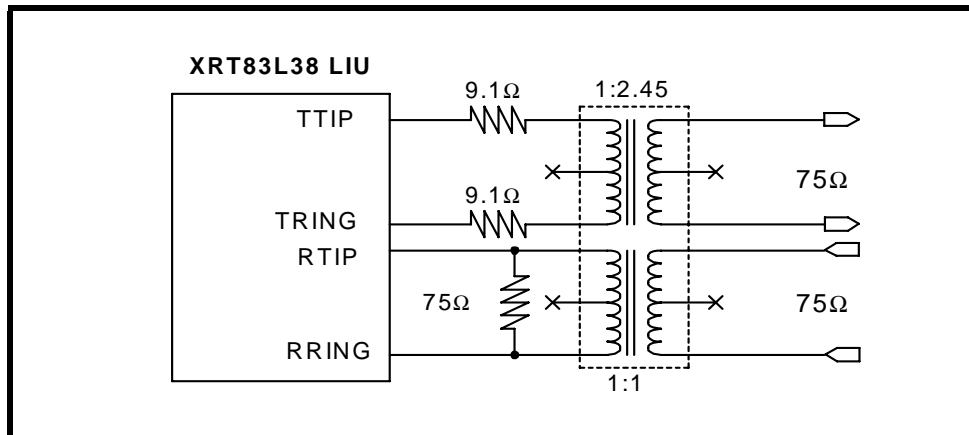 XRT83L38 LIU
1:2.45
9.1Ω
TTIP
75Ω
9.1Ω
TRING
RTIP
75Ω
75Ω
RRING
1:1